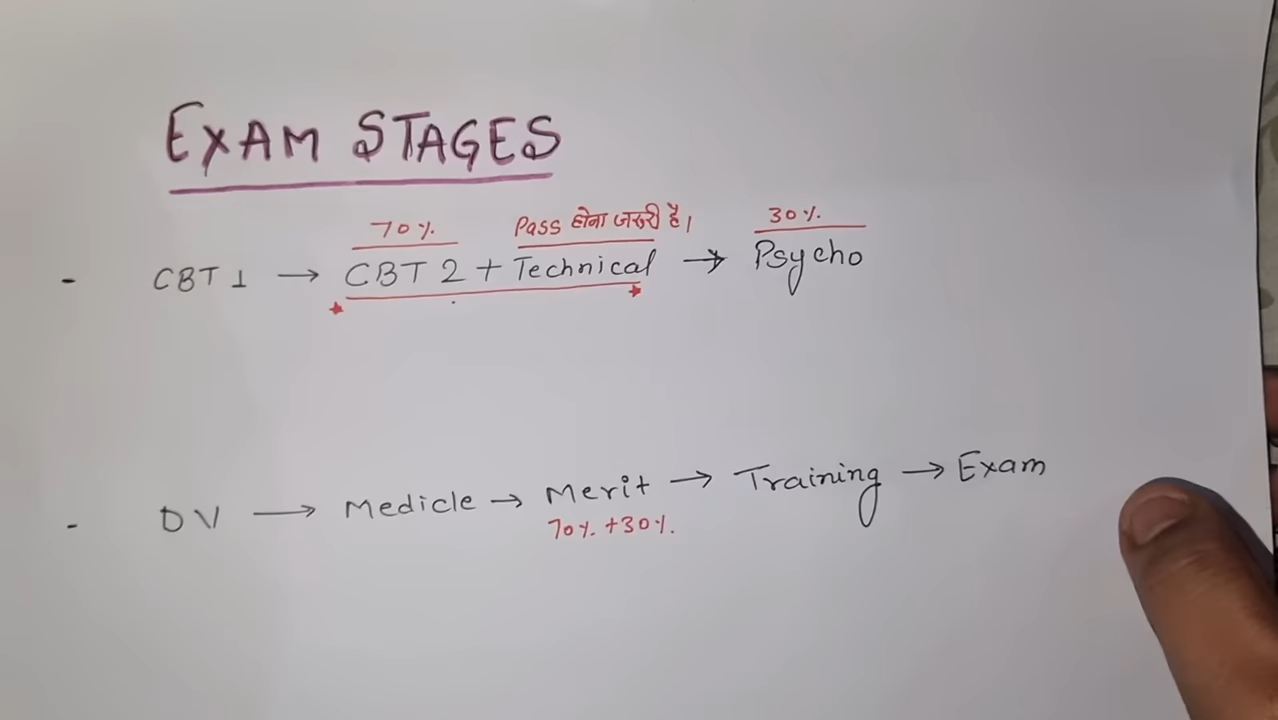 EXAM STAGES
70% Pass होना जरूरी है। 30%
- CBT 1 → CBT 2 + Technical → Psycho
- DV → Medicle → Merit → Training → Exam
70% + 30%